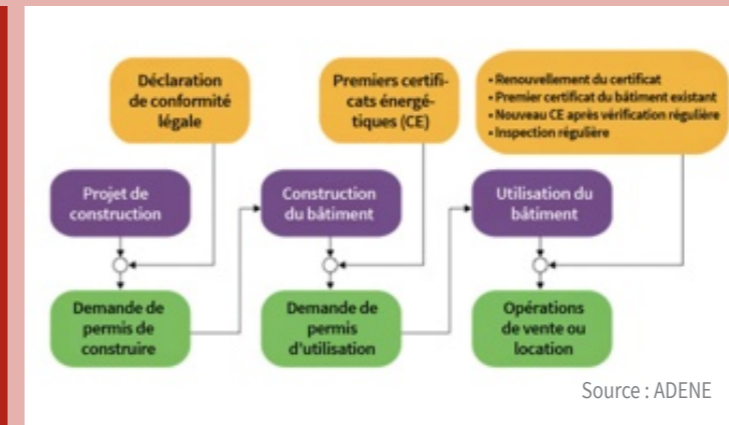 Déclaration
de conformité
légale
Premiers certifi-
cats énergé-
tiques (CE)
• Renouvellement du certificat
• Premier certificat du bâtiment existant
• Nouveau CE après vérification régulière
• Inspection régulière
Projet de
construction
Construction
du bâtiment
Utilisation du
bâtiment
Demande de
permis de
construire
Demande de
permis
d'utilisation
Opérations
de vente ou
location
Source : ADENE